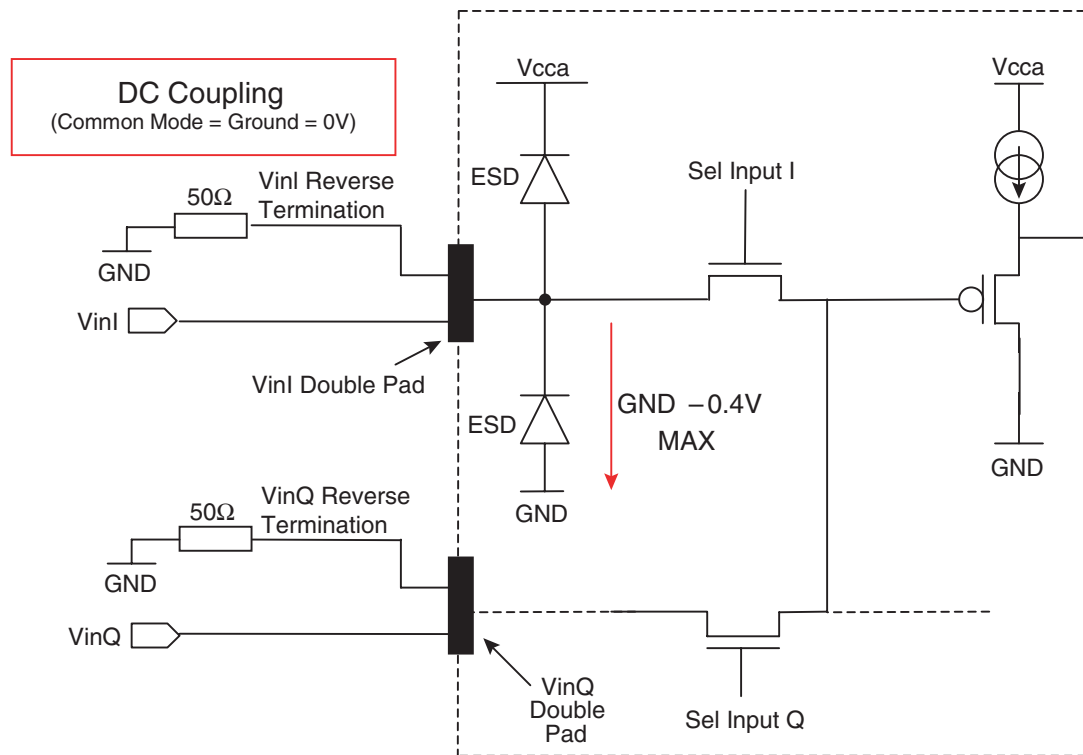 DC Coupling
(Common Mode = Ground = 0V)
Vcca
Vcca
ESD
Sel Input I
50Ω
VinI Reverse
Termination
GND
VinI
VinI Double Pad
ESD
GND −0.4V
MAX
GND
GND
50Ω
VinQ Reverse
Termination
GND
VinQ
VinQ
Double
Pad
Sel Input Q